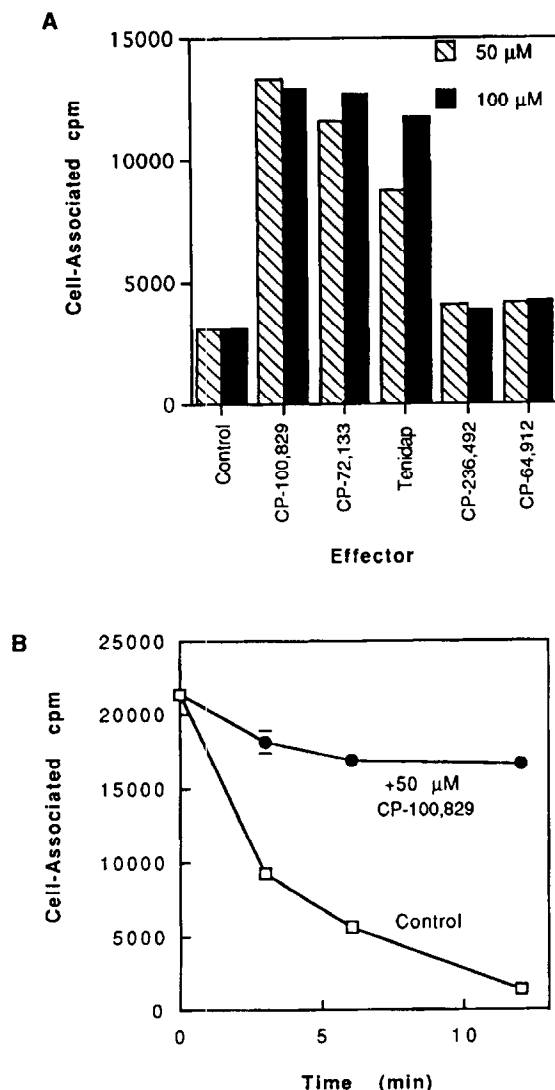 A
Cell-Associated cpm
15000
10000
5000
0
50 µM
100 µM
Control
CP-100,829
CP-72,133
Tenidap
CP-236,492
CP-64,912
Effector
B
Cell-Associated cpm
25000
20000
15000
10000
5000
0
+50 µM
CP-100,829
Control
0
5
10
Time (min)